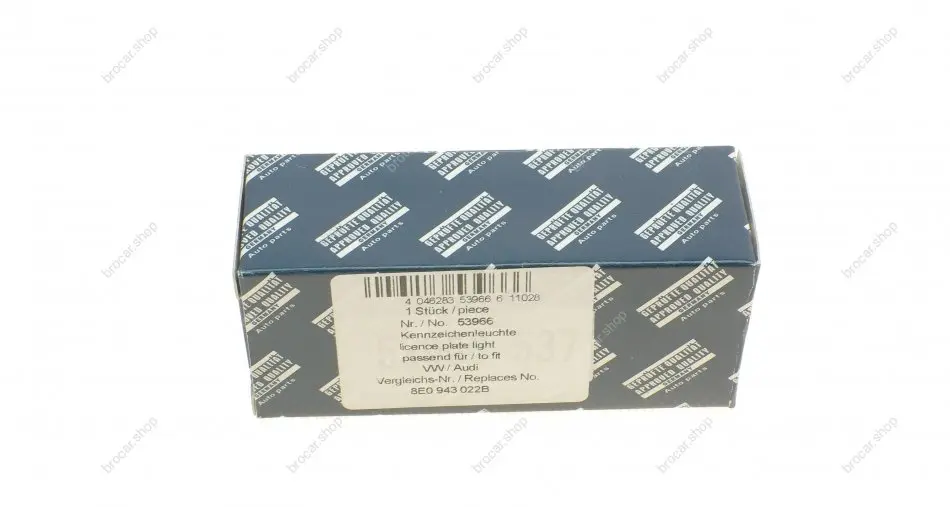 GEPRÜFTE QUALITÄT
APPROVED QUALITY
GERMANY
Auto parts
4 046283 53966 6 11028
1 Stück / piece
Nr. / No. 53966
Kennzeichenleuchte
licence plate light
passend für / to fit
VW / Audi
Vergleichs-Nr. / Replaces No.
8E0 943 022B
brocar.shop